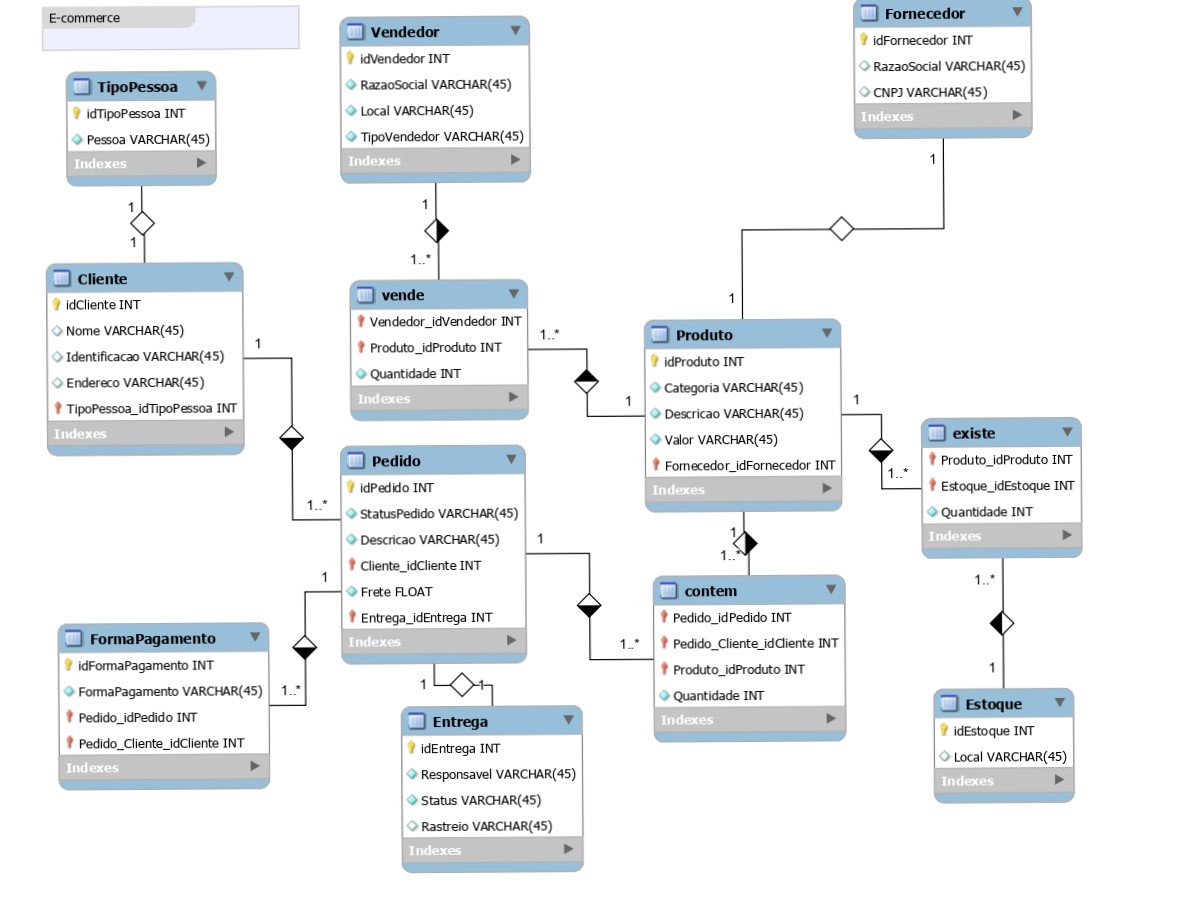 E-commerce
TipoPessoa
idTipoPessoa INT
Pessoa VARCHAR(45)
Indexes
1
1
Cliente
idCliente INT
Nome VARCHAR(45)
Identificacao VARCHAR(45)
Endereco VARCHAR(45)
TipoPessoa_idTipoPessoa INT
Indexes
1
1..*
Vendedor
idVendedor INT
RazaoSocial VARCHAR(45)
Local VARCHAR(45)
TipoVendedor VARCHAR(45)
Indexes
1
1..*
vende
Vendedor_idVendedor INT
Produto_idProduto INT
Quantidade INT
Indexes
1..*
1
Fornecedor
idFornecedor INT
RazaoSocial VARCHAR(45)
CNPJ VARCHAR(45)
Indexes
1
1
Produto
idProduto INT
Categoria VARCHAR(45)
Descricao VARCHAR(45)
Valor VARCHAR(45)
Fornecedor_idFornecedor INT
Indexes
1
1..*
1
1..*
existe
Produto_idProduto INT
Estoque_idEstoque INT
Quantidade INT
Indexes
1..*
1
Estoque
idEstoque INT
Local VARCHAR(45)
Indexes
Pedido
idPedido INT
StatusPedido VARCHAR(45)
Descricao VARCHAR(45)
Cliente_idCliente INT
Frete FLOAT
Entrega_idEntrega INT
Indexes
1
1..*
contem
Pedido_idPedido INT
Pedido_Cliente_idCliente INT
Produto_idProduto INT
Quantidade INT
Indexes
1
1..*
FormaPagamento
idFormaPagamento INT
FormaPagamento VARCHAR(45)
Pedido_idPedido INT
Pedido_Cliente_idCliente INT
Indexes
1
1
Entrega
idEntrega INT
Responsavel VARCHAR(45)
Status VARCHAR(45)
Rastreio VARCHAR(45)
Indexes